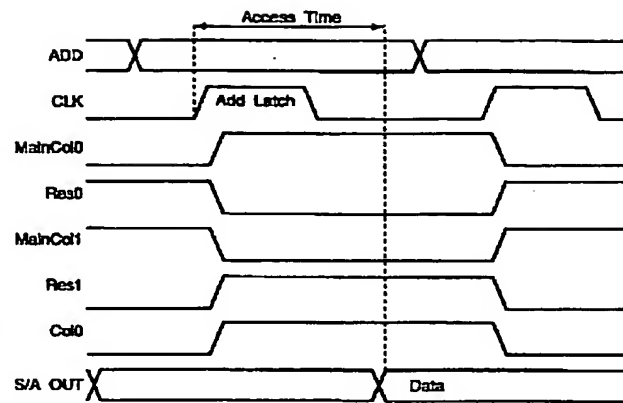 Access Time
ADD
CLK
Add Latch
MainCol0
Res0
MainCol1
Res1
Col0
S/A OUT
Data